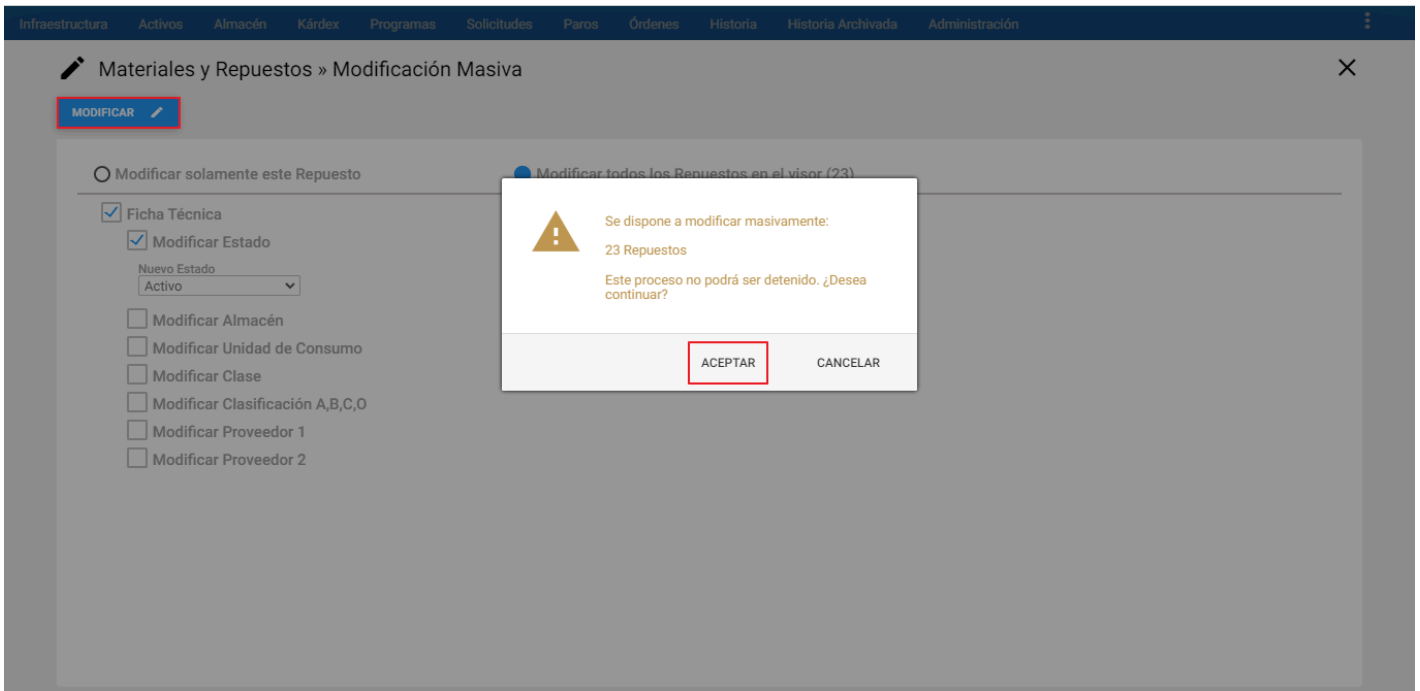 Infraestructura Activos Almacén Kárdex Programas Solicitudes Paros Órdenes Historia Historia Archivada Administración
Materiales y Repuestos » Modificación Masiva
MODIFICAR
Modificar solamente este Repuesto
Modificar todos los Repuestos en el visor (23)
Ficha Técnica
Modificar Estado
Nuevo Estado
Activo
Modificar Almacén
Modificar Unidad de Consumo
Modificar Clase
Modificar Clasificación A,B,C,O
Modificar Proveedor 1
Modificar Proveedor 2
Se dispone a modificar masivamente:
23 Repuestos
Este proceso no podrá ser detenido. ¿Desea
continuar?
ACEPTAR CANCELAR